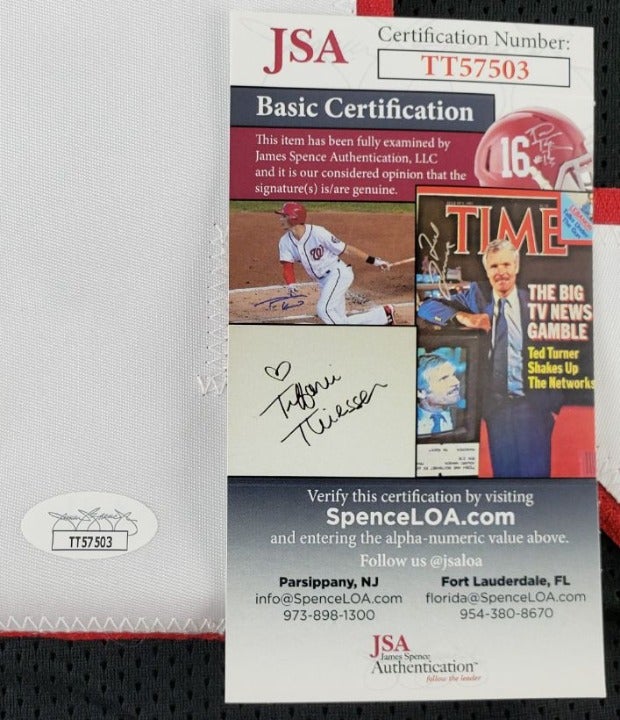 JSA
Certification Number:
TT57503
Basic Certification
This item has been fully examined by
James Spence Authentication, LLC
and it is our considered opinion that the
signature(s) is/are genuine.
16
TIME
THE BIG
TV NEWS
GAMBLE
Ted Turner
Shakes Up
The Networks
Tiffani
Thiessen
TT57503
Verify this certification by visiting
SpenceLOA.com
and entering the alpha-numeric value above.
Follow us @jsaloa
Parsippany, NJ
info@SpenceLOA.com
973-898-1300
Fort Lauderdale, FL
florida@SpenceLOA.com
954-380-8670
JSA
James Spence
Authentication™
follow the leader